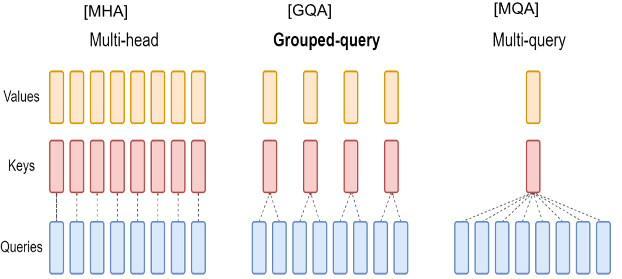 [MHA] [GQA] [MQA]
Multi-head Grouped-query Multi-query
Values
Keys
Queries